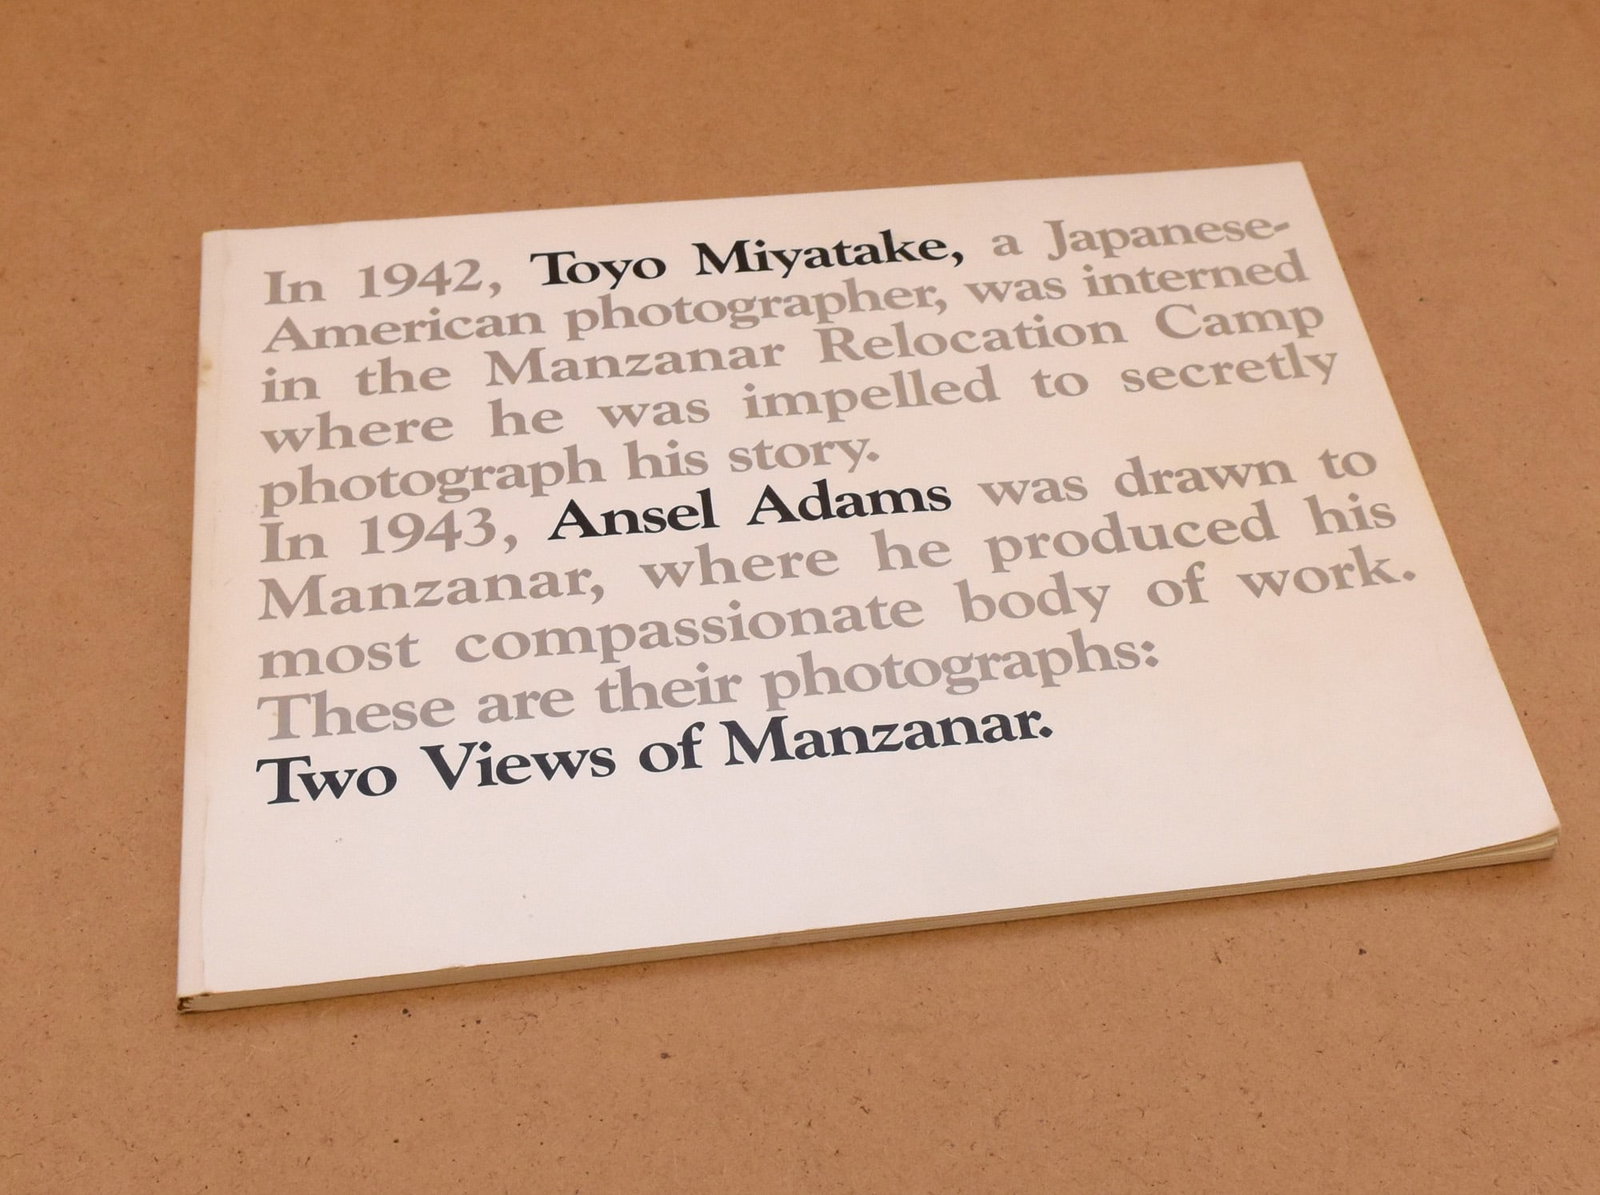 In 1942, Toyo Miyatake, a Japanese-
American photographer, was interned
in the Manzanar Relocation Camp
where he was impelled to secretly
photograph his story.
In 1943, Ansel Adams was drawn to
Manzanar, where he produced his
most compassionate body of work.
These are their photographs:
Two Views of Manzanar.